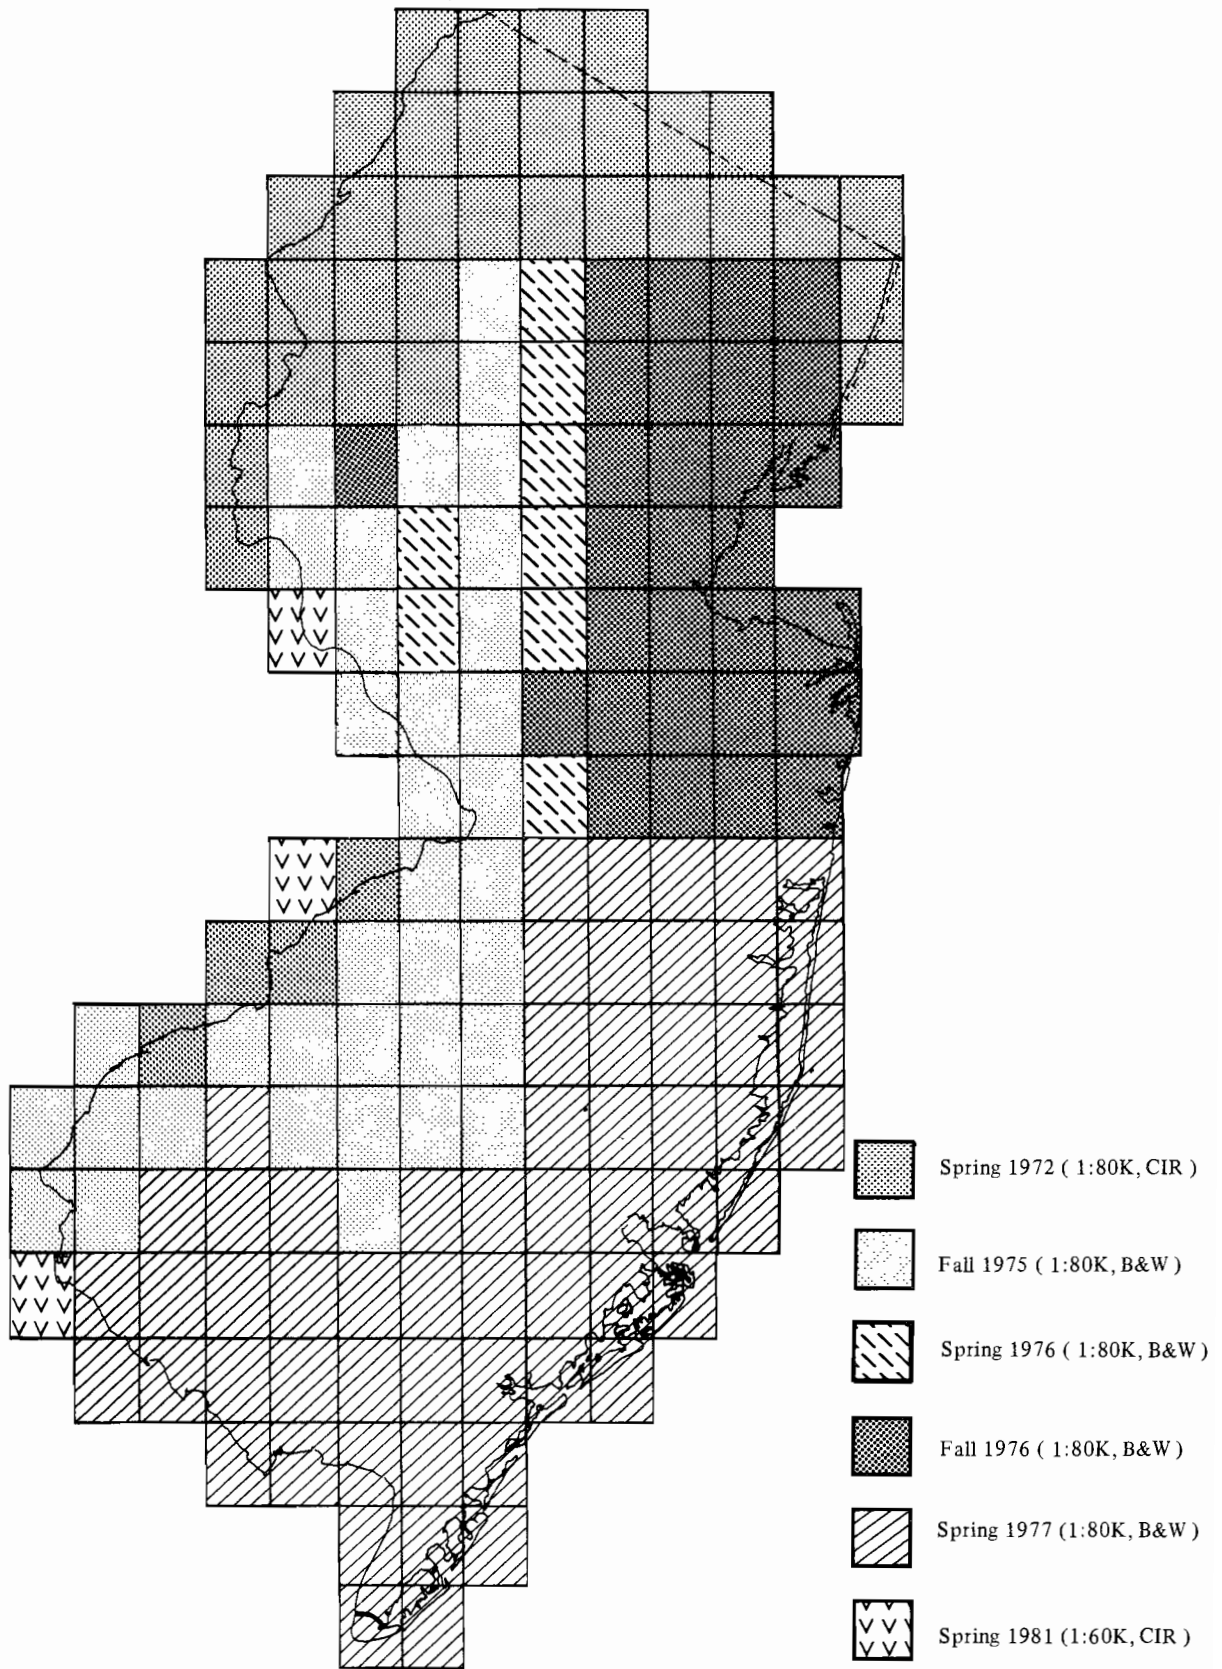 Spring 1972 ( 1:80K, CIR )
Fall 1975 ( 1:80K, B&W )
Spring 1976 ( 1:80K, B&W )
Fall 1976 ( 1:80K, B&W )
Spring 1977 (1:80K, B&W )
Spring 1981 (1:60K, CIR )